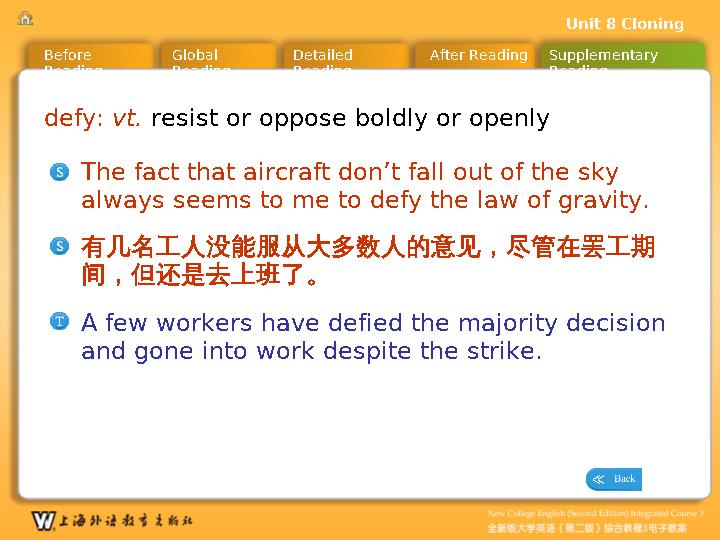 Unit 8 Cloning
Before Reading
Global Reading
Detailed Reading
After Reading
Supplementary Reading
defy: vt. resist or oppose boldly or openly
S
The fact that aircraft don’t fall out of the sky
always seems to me to defy the law of gravity.
S
有几名工人没能服从大多数人的意见，尽管在罢工期
间，但还是去上班了。
T
A few workers have defied the majority decision
and gone into work despite the strike.
≪ Back
W 上海外语教育出版社
New College English (Second Edition) Integrated Course 3
全新版大学英语（第二版）综合教程3电子教案